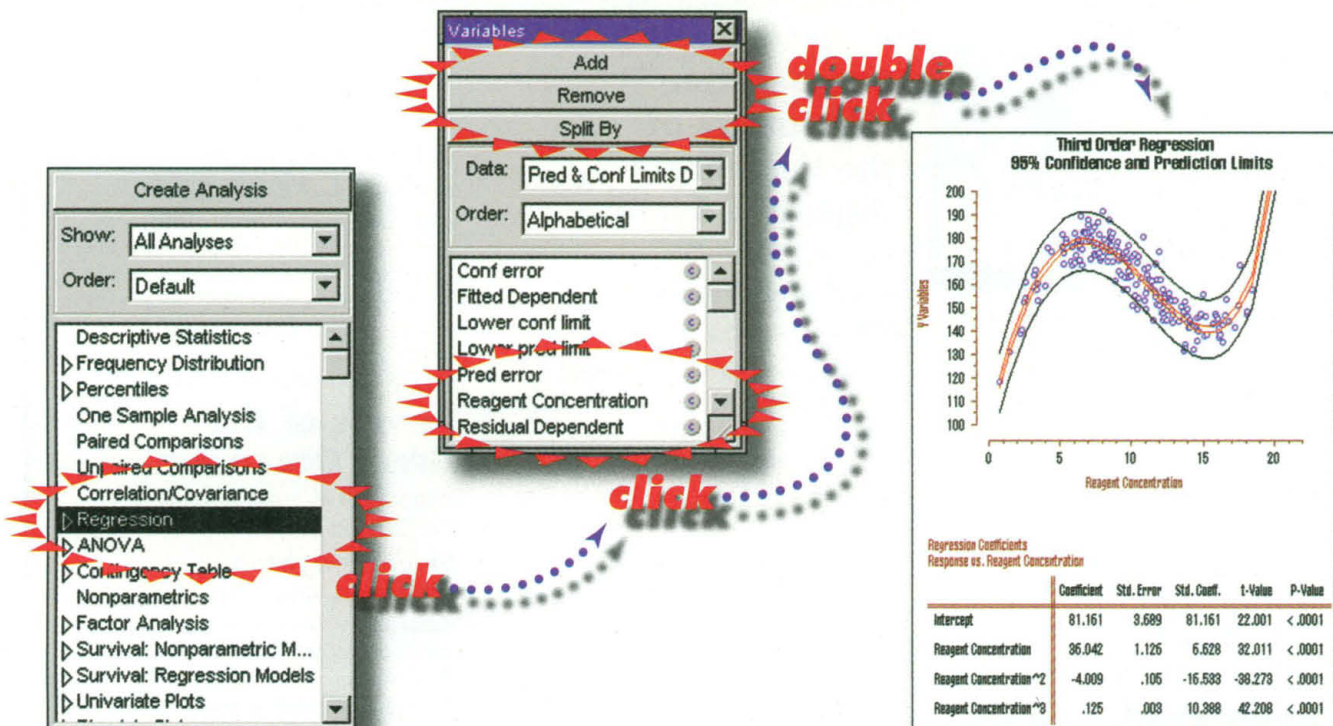 Create Analysis
Show: All Analyses
Order: Default
Descriptive Statistics
Frequency Distribution
Percentiles
One Sample Analysis
Paired Comparisons
Unpaired Comparisons
Correlation/Covariance
Regression
ANOVA
Contingency Table
Nonparametrics
Factor Analysis
Survival: Nonparametric M...
Survival: Regression Models
Univariate Plots
click
Variables
Add
Remove
Split By
Data: Pred & Conf Limits D
Order: Alphabetical
Conf error
Fitted Dependent
Lower conf limit
Lower pred limit
Pred error
Reagent Concentration
Residual Dependent
click
double
click
Third Order Regression
95% Confidence and Prediction Limits
Y Variables
200
190
180
170
160
150
140
130
120
110
100
0 5 10 15 20
Reagent Concentration
Regression Coefficients
Response vs. Reagent Concentration
Coefficient Std. Error Std. Coeff. t-Value P-Value
Intercept 81.161 3.689 81.161 22.001 < .0001
Reagent Concentration 36.042 1.126 6.628 32.011 < .0001
Reagent Concentration^2 -4.009 .105 -16.533 -38.273 < .0001
Reagent Concentration^3 .125 .003 10.388 42.208 < .0001